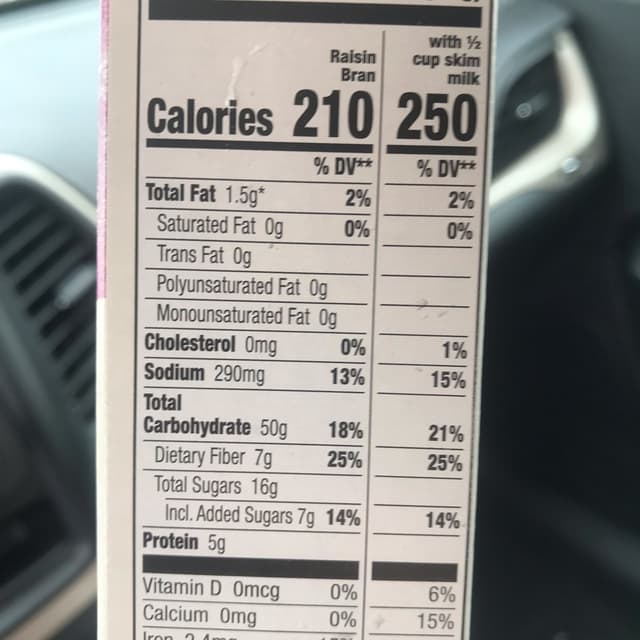 Raisin Bran
with ½ cup skim milk
Calories 210 250
% DV** % DV**
Total Fat 1.5g* 2% 2%
Saturated Fat 0g 0% 0%
Trans Fat 0g
Polyunsaturated Fat 0g
Monounsaturated Fat 0g
Cholesterol 0mg 0% 1%
Sodium 290mg 13% 15%
Total
Carbohydrate 50g 18% 21%
Dietary Fiber 7g 25% 25%
Total Sugars 16g
Incl. Added Sugars 7g 14% 14%
Protein 5g
Vitamin D 0mcg 0% 6%
Calcium 0mg 0% 15%
Iron